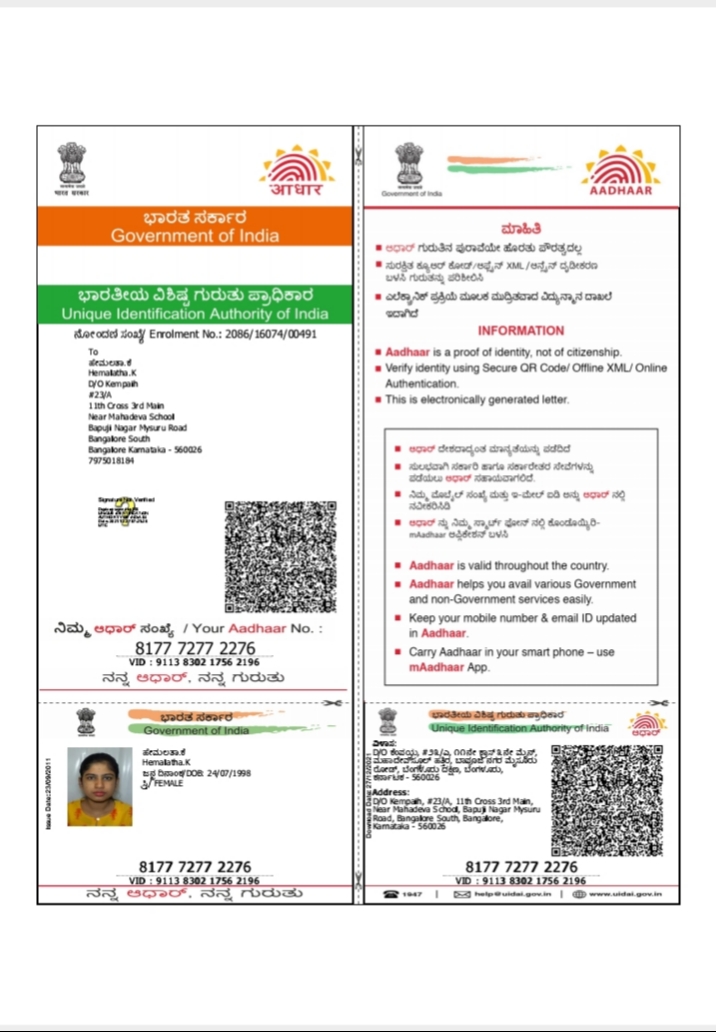 भारत सरकार
आधार
ಭಾರತ ಸರ್ಕಾರ
Government of India
ಭಾರತೀಯ ವಿಶಿಷ್ಟ ಗುರುತು ಪ್ರಾಧಿಕಾರ
Unique Identification Authority of India
ನೋಂದಣಿ ಸಂಖ್ಯೆ/ Enrolment No.: 2086/16074/00491
To
ಹೇಮಲತಾ.ಕೆ
Hemalatha.K
D/O Kempaih
#23/A
11th Cross 3rd Main
Near Mahadeva School
Bapuji Nagar Mysuru Road
Bangalore South
Bangalore Karnataka - 560026
7975018184
ನಿಮ್ಮ ಆಧಾರ್ ಸಂಖ್ಯೆ / Your Aadhaar No. :
8177 7277 2276
VID : 9113 8302 1756 2196
ನನ್ನ ಆಧಾರ್, ನನ್ನ ಗುರುತು
Government of India
AADHAAR
ಮಾಹಿತಿ
ಆಧಾರ್ ಗುರುತಿನ ಪುರಾವೆಯೇ ಹೊರತು ಪೌರತ್ವದಲ್ಲ
ಸುರಕ್ಷಿತ ಕ್ಯೂಆರ್ ಕೋಡ್/ಆಫ್ಲೈನ್ XML/ಆನ್ಲೈನ್ ದೃಢೀಕರಣ
ಬಳಸಿ ಗುರುತನ್ನು ಪರಿಶೀಲಿಸಿ
ಎಲೆಕ್ಟ್ರಾನಿಕ್ ಪ್ರಕ್ರಿಯೆ ಮೂಲಕ ಮುದ್ರಿತವಾದ ವಿದ್ಯುನ್ಮಾನ ದಾಖಲೆ
ಇದಾಗಿದೆ
INFORMATION
Aadhaar is a proof of identity, not of citizenship.
Verify identity using Secure QR Code/ Offline XML/ Online
Authentication.
This is electronically generated letter.
ಆಧಾರ್ ದೇಶದಾದ್ಯಂತ ಮಾನ್ಯತೆಯನ್ನು ಪಡೆದಿದೆ
ಸುಲಭವಾಗಿ ಸರ್ಕಾರಿ ಹಾಗೂ ಸರ್ಕಾರೇತರ ಸೇವೆಗಳನ್ನು
ಪಡೆಯಲು ಆಧಾರ್ ಸಹಾಯವಾಗಲಿದೆ.
ನಿಮ್ಮ ಮೊಬೈಲ್ ಸಂಖ್ಯೆ ಮತ್ತು ಇ-ಮೇಲ್ ಐಡಿ ಅನ್ನು ಆಧಾರ್ ನಲ್ಲಿ
ನವೀಕರಿಸಿಡಿ
ಆಧಾರ್ ನ್ನು ನಿಮ್ಮ ಸ್ಮಾರ್ಟ್ ಫೋನ್ ನಲ್ಲಿ ಕೊಂಡೊಯ್ಯಿರಿ-
mAadhaar ಅಪ್ಲಿಕೇಶನ್ ಬಳಸಿ
Aadhaar is valid throughout the country.
Aadhaar helps you avail various Government
and non-Government services easily.
Keep your mobile number & email ID updated
in Aadhaar.
Carry Aadhaar in your smart phone – use
mAadhaar App.
ಭಾರತ ಸರ್ಕಾರ
Government of India
Issue Date:23/09/2011
ಹೇಮಲತಾ.ಕೆ
Hemalatha.K
ಜನ್ಮ ದಿನಾಂಕ/DOB: 24/07/1998
ಸ್ತ್ರೀ/ FEMALE
8177 7277 2276
VID : 9113 8302 1756 2196
ನನ್ನ ಆಧಾರ್, ನನ್ನ ಗುರುತು
ಭಾರತೀಯ ವಿಶಿಷ್ಟ ಗುರುತು ಪ್ರಾಧಿಕಾರ
Unique Identification Authority of India
ಆಧಾರ್
ವಿಳಾಸ:
D/O ಕೆಂಪಯ್ಯ, #೨೩/ಎ, ೧೧ನೇ ಕ್ರಾಸ್ ೩ನೇ ಮೈನ್,
ಮಹಾದೇವ ಸ್ಕೂಲ್ ಹತ್ತಿರ, ಬಾಪೂಜಿ ನಗರ ಮೈಸೂರು
ರೋಡ್, ಬೆಂಗಳೂರು ದಕ್ಷಿಣ, ಬೆಂಗಳೂರು,
ಕರ್ನಾಟಕ - 560026
Address:
D/O Kempaih, #23/A, 11th Cross 3rd Main,
Near Mahadeva School, Bapuji Nagar Mysuru
Road, Bangalore South, Bangalore,
Karnataka - 560026
8177 7277 2276
VID : 9113 8302 1756 2196
1947 | help@uidai.gov.in | www.uidai.gov.in